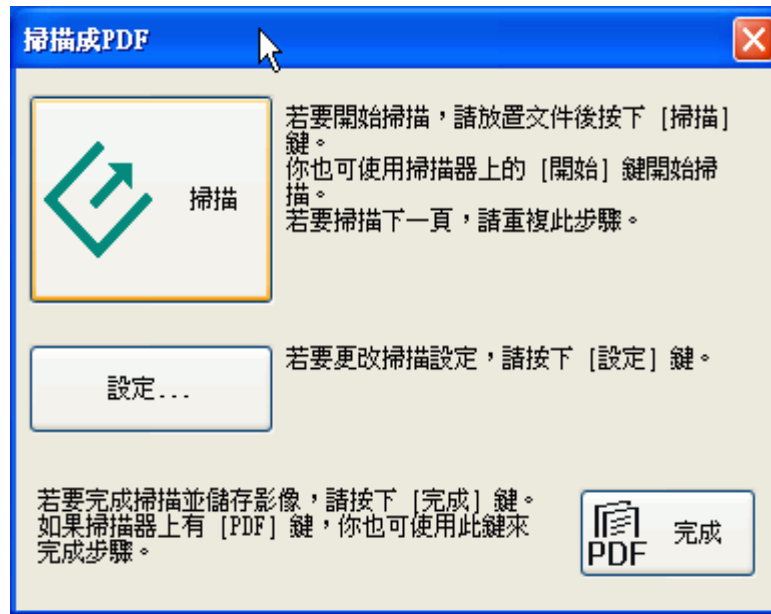 掃描成PDF
掃描
若要開始掃描，請放置文件後按下 [掃描]
鍵。
你也可使用掃描器上的 [開始] 鍵開始掃
描。
若要掃描下一頁，請重複此步驟。
設定...
若要更改掃描設定，請按下 [設定] 鍵。
若要完成掃描並儲存影像，請按下 [完成] 鍵。
如果掃描器上有 [PDF] 鍵，你也可使用此鍵來
完成步驟。
PDF
完成